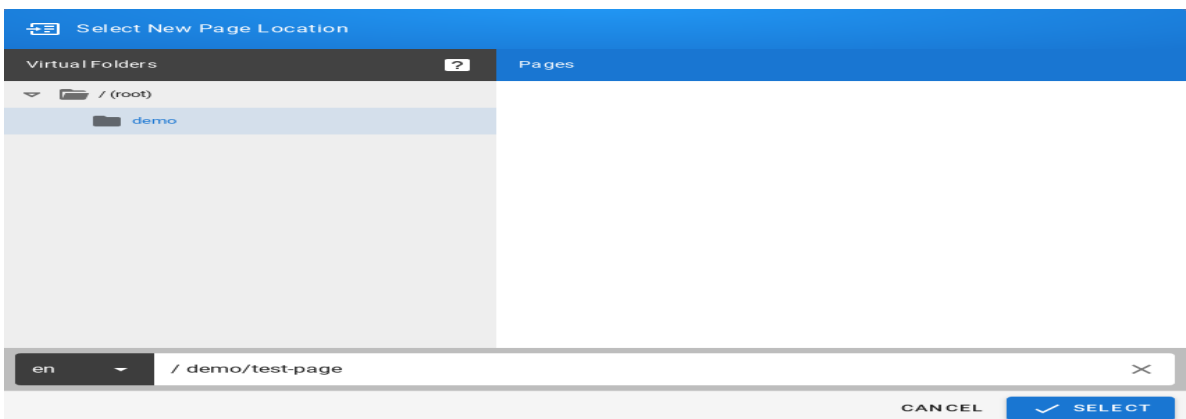 Select New Page Location
Virtual Folders ? Pages
/ (root)
demo
en / demo/test-page
CANCEL SELECT